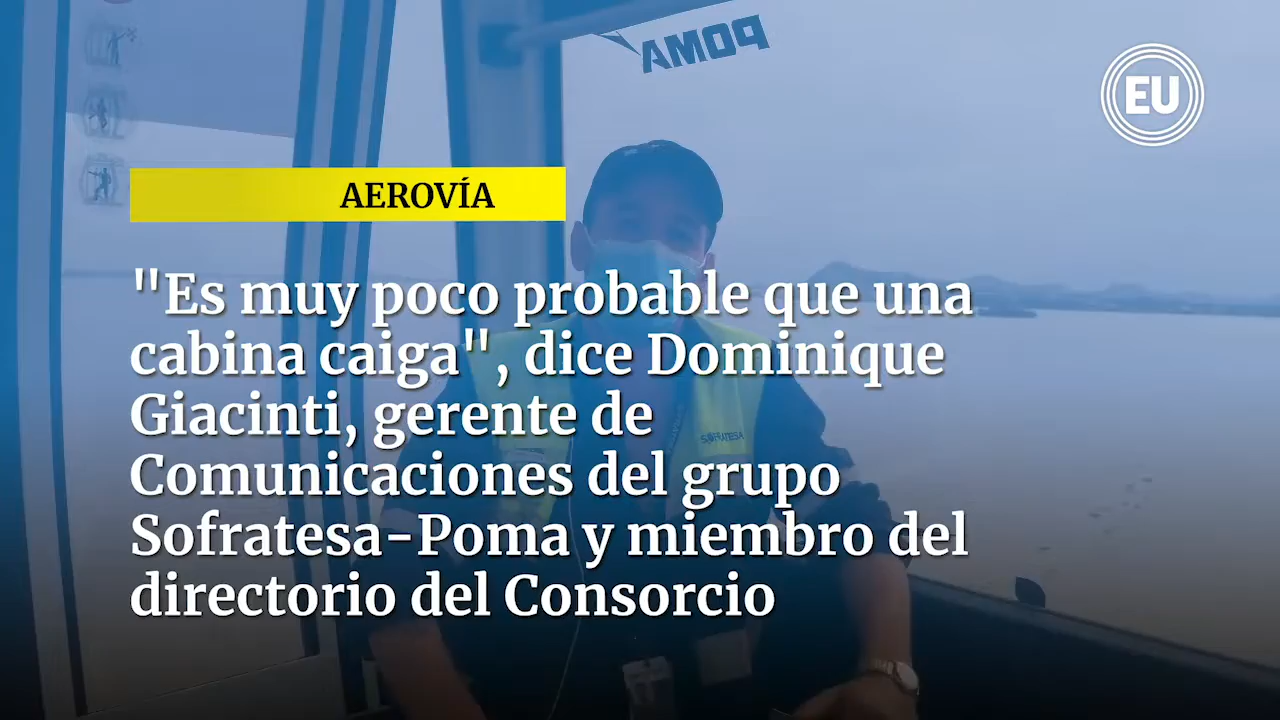 POMA
EU
AEROVÍA
"Es muy poco probable que una
cabina caiga", dice Dominique
Giacinti, gerente de
Comunicaciones del grupo
SOFRATESA
Sofratesa-Poma y miembro del
directorio del Consorcio